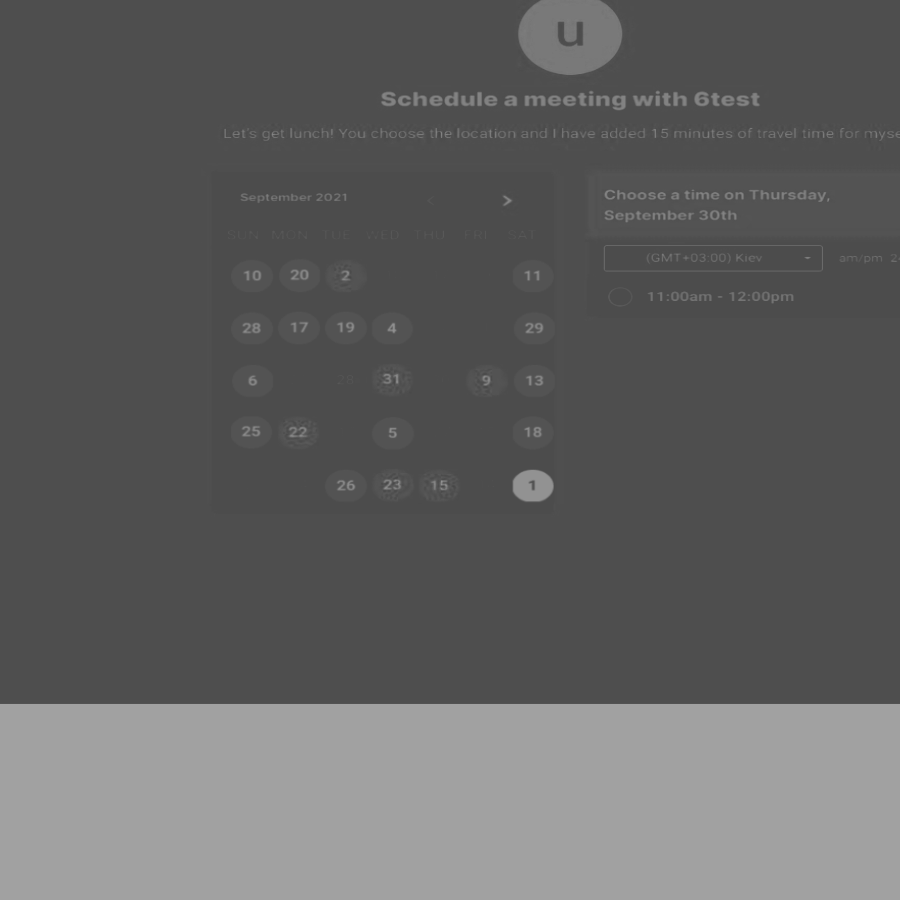 u
Schedule a meeting with 6test
Let's get lunch! You choose the location and I have added 15 minutes of travel time for myse
September 2021
SUN MON TUE WED THU FRI SAT
10 20 2 11
28 17 19 4 29
6 28 31 9 13
25 22 5 18
26 23 15 1
Choose a time on Thursday,
September 30th
(GMT+03:00) Kiev
am/pm 2
11:00am - 12:00pm